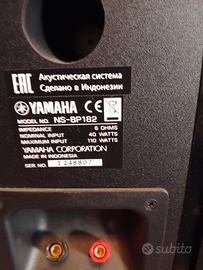 EAC Акустическая система
Сделано в Индонезии
YAMAHA CE
MODEL NO. NS-BP182
IMPEDANCE 6 OHMS
NOMINAL INPUT 40 WATTS
MAXIMUM INPUT 110 WATTS
YAMAHA CORPORATION
MADE IN INDONESIA
SER. NO. 1248807
subito